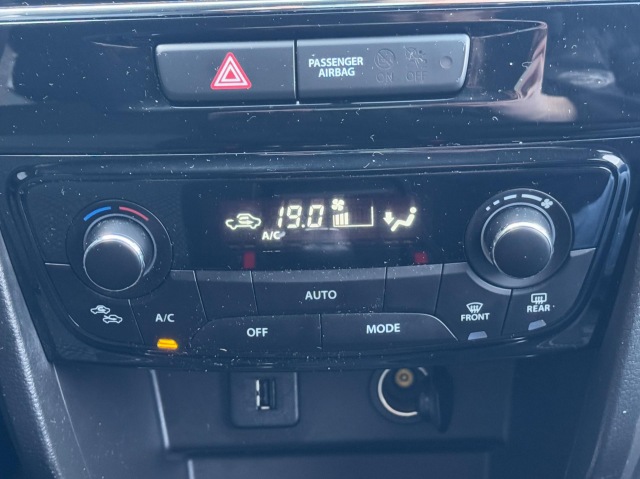 PASSENGER
AIRBAG
ON OFF
19.0
A/C
AUTO
A/C
OFF
MODE
FRONT
REAR